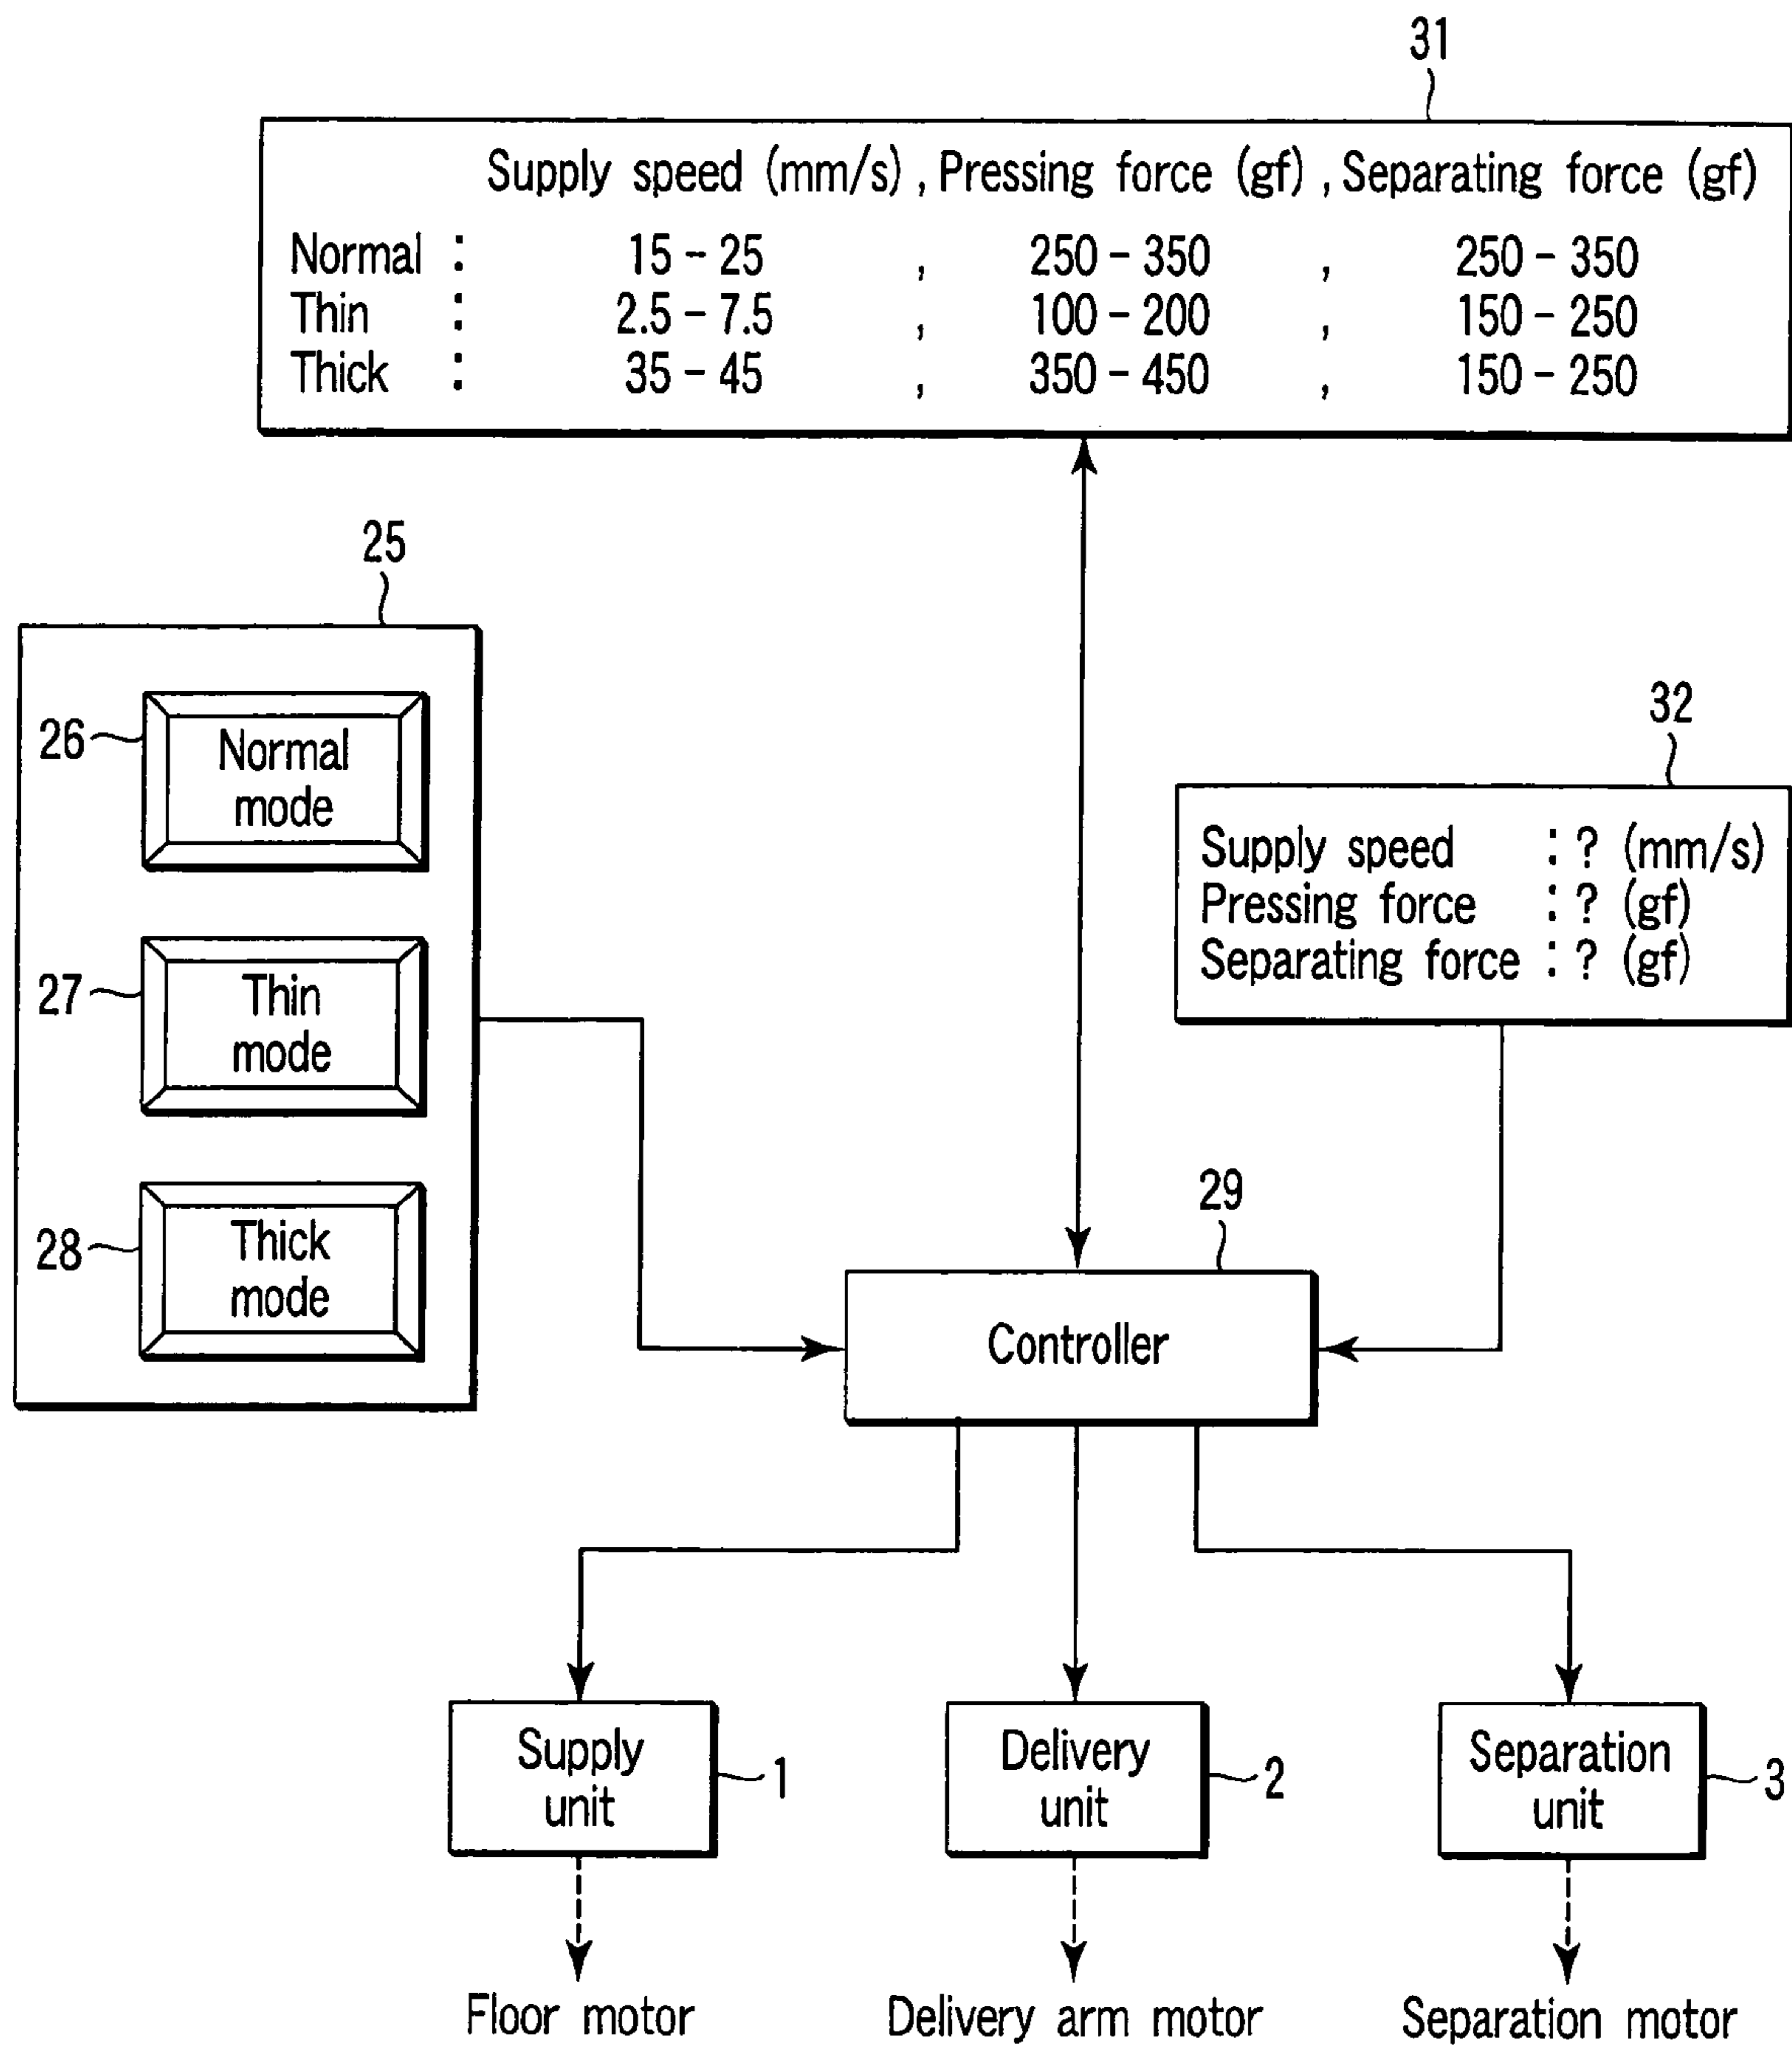 31
Supply speed (mm/s) , Pressing force (gf) , Separating force (gf)
Normal : 15 - 25 , 250 - 350 , 250 - 350
Thin : 2.5 - 7.5 , 100 - 200 , 150 - 250
Thick : 35 - 45 , 350 - 450 , 150 - 250
25
26
Normal
mode
27
Thin
mode
28
Thick
mode
32
Supply speed : ? (mm/s)
Pressing force : ? (gf)
Separating force : ? (gf)
29
Controller
Supply
unit
1
Delivery
unit
2
Separation
unit
3
Floor motor
Delivery arm motor
Separation motor